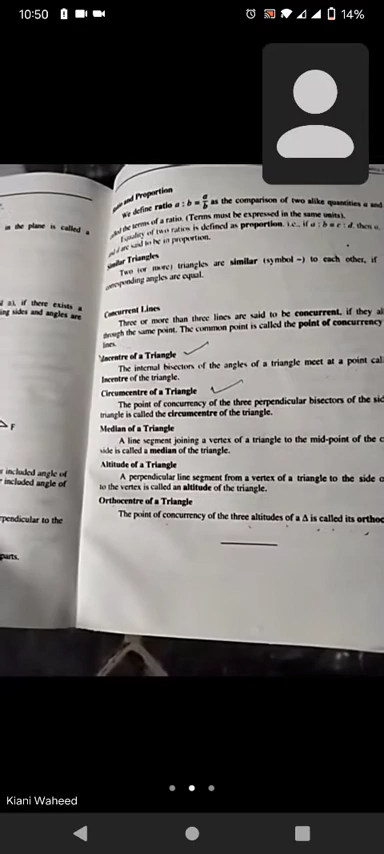 10:50
14%
in the plane is called a
if there exists a
ing sides and angles are
F
included angle of
included angle of
rpendicular to the
parts.
and Proportion
We define ratio a : b = a/b as the comparison of two alike quantities a and
the terms of a ratio. (Terms must be expressed in the same units).
Equality of two ratios is defined as proportion. i.e., if a : b = c : d, then
and d are said to be in proportion.
Similar Triangles
Two (or more) triangles are similar (symbol ~) to each other, if
corresponding angles are equal.
Concurrent Lines
Three or more than three lines are said to be concurrent, if they al
through the same point. The common point is called the point of concurrency
lines.
Incentre of a Triangle
The internal bisectors of the angles of a triangle meet at a point cal
Incentre of the triangle.
Circumcentre of a Triangle
The point of concurrency of the three perpendicular bisectors of the sid
triangle is called the circumcentre of the triangle.
Median of a Triangle
A line segment joining a vertex of a triangle to the mid-point of the
side is called a median of the triangle.
Altitude of a Triangle
A perpendicular line segment from a vertex of a triangle to the side
to the vertex is called an altitude of the triangle.
Orthocentre of a Triangle
The point of concurrency of the three altitudes of a Δ is called its orthoc
Kiani Waheed